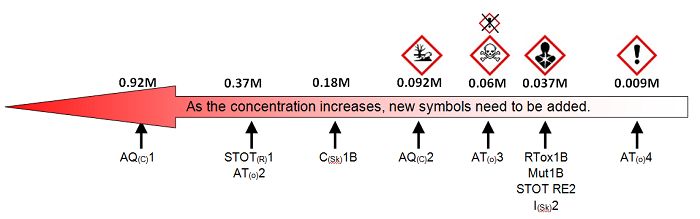 0.92M 0.37M 0.18M 0.092M 0.06M 0.037M 0.009M
As the concentration increases, new symbols need to be added.
AQ(C)1 STOT(R)1 C(Sk)1B AQ(C)2 AT(o)3 RTox1B AT(o)4
AT(o)2 Mut1B
STOT RE2
I(Sk)2